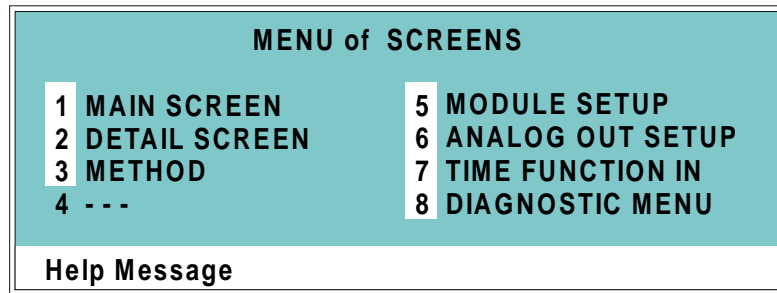 MENU of SCREENS
1 MAIN SCREEN
2 DETAIL SCREEN
3 METHOD
4 - - -
5 MODULE SETUP
6 ANALOG OUT SETUP
7 TIME FUNCTION IN
8 DIAGNOSTIC MENU
Help Message